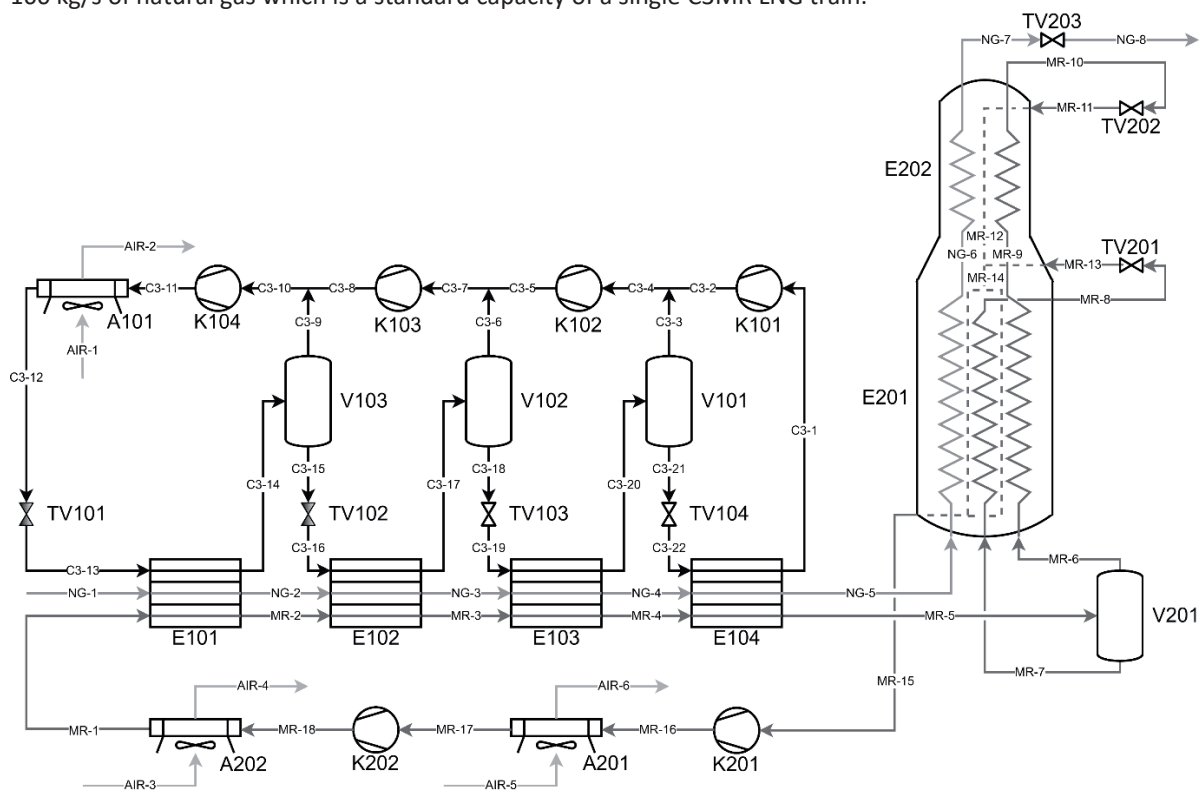 100 kg/s of natural gas which is a standard capacity of a single C3MR LNG train.
TV203
NG-7
NG-8
MR-10
MR-11
TV202
E202
MR-12
NG-6
MR-9
MR-13
TV201
MR-14
MR-8
AIR-2
C3-11
C3-10
C3-8
C3-7
C3-5
C3-4
C3-2
A101
K104
K103
K102
K101
C3-9
C3-6
C3-3
AIR-1
C3-12
V103
V102
V101
E201
C3-1
C3-15
C3-18
C3-21
C3-14
C3-17
C3-20
TV101
TV102
TV103
TV104
C3-16
C3-19
C3-22
C3-13
MR-6
NG-1
NG-2
NG-3
NG-4
NG-5
MR-2
MR-3
MR-4
MR-5
V201
E101
E102
E103
E104
MR-7
MR-15
AIR-4
AIR-6
MR-1
MR-18
MR-17
MR-16
A202
K202
A201
K201
AIR-3
AIR-5